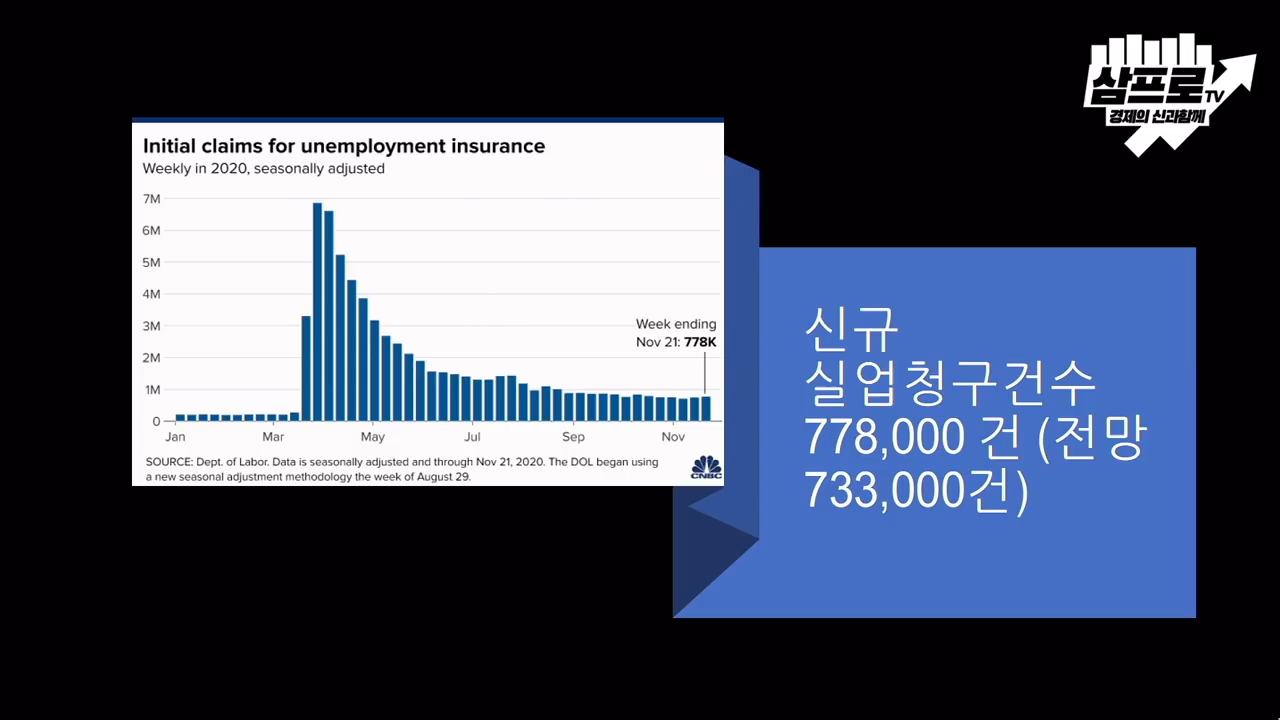 삼프로TV
경제의 신과함께
Initial claims for unemployment insurance
Weekly in 2020, seasonally adjusted
7M
6M
5M
4M
3M
2M
1M
0
Week ending
Nov 21: 778K
Jan
Mar
May
Jul
Sep
Nov
SOURCE: Dept. of Labor. Data is seasonally adjusted and through Nov 21, 2020. The DOL began using
a new seasonal adjustment methodology the week of August 29.
CNBC
신규
실업청구건수
778,000 건 (전망
733,000건)